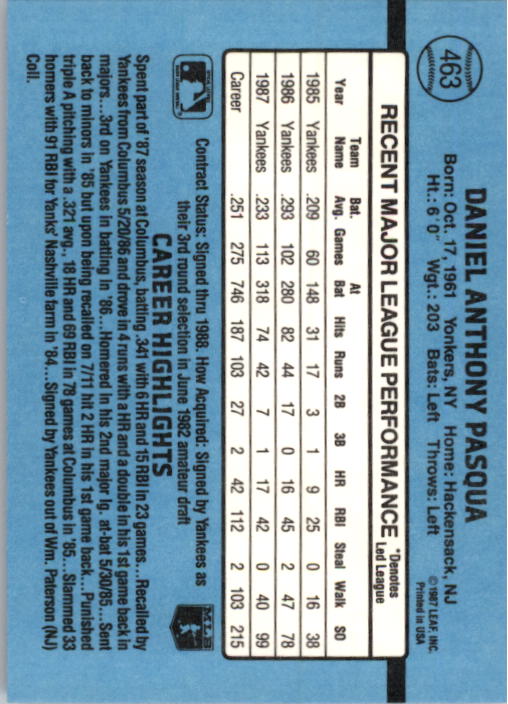 463
DANIEL ANTHONY PASQUA
Born: Oct. 17, 1961 Yonkers, NY Home: Hackensack, NJ
Ht.: 6'0" Wgt.: 203 Bats: Left Throws: Left
© 1987 LEAF, INC.
Printed in USA
RECENT MAJOR LEAGUE PERFORMANCE *Denotes Led League
Year Team Name Bat. Avg. Games At Bat Hits Runs 2B 3B HR RBI Steal Walk SO
1985 Yankees .209 60 148 31 17 3 1 9 25 0 16 38
1986 Yankees .293 102 280 82 44 17 0 16 45 2 47 78
1987 Yankees .233 113 318 74 42 7 1 17 42 0 40 99
Career .251 275 746 187 103 27 2 42 112 2 103 215
Contract Status: Signed thru 1988, How Acquired: Signed by Yankees as
their 3rd round selection in June 1982 amateur draft
MLB
CAREER HIGHLIGHTS
Spent part of '87 season at Columbus, batting .341 with 6 HR and 15 RBI in 23 games...Recalled by
Yankees from Columbus 5/20/86 and drove in 4 runs with a HR and a double in his 1st game back in
majors...3rd on Yankees in batting in '86...Homered in his 2nd major lg. at-bat 5/30/85...Sent
back to minors in '85 but upon being recalled on 7/11 hit 2 HR in his 1st game back...Punished
triple A pitching with a .321 avg., 18 HR and 69 RBI in 78 games at Columbus in '85...Slammed 33
homers with 91 RBI for Yanks' Nashville farm in '84...Signed by Yankees out of Wm. Paterson (NJ)
Coll.